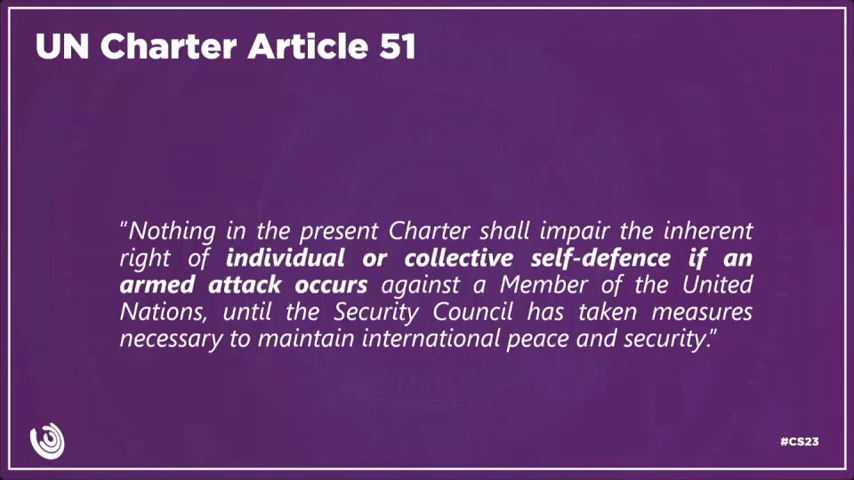 UN Charter Article 51
“Nothing in the present Charter shall impair the inherent
right of individual or collective self-defence if an
armed attack occurs against a Member of the United
Nations, until the Security Council has taken measures
necessary to maintain international peace and security.”
#CS23